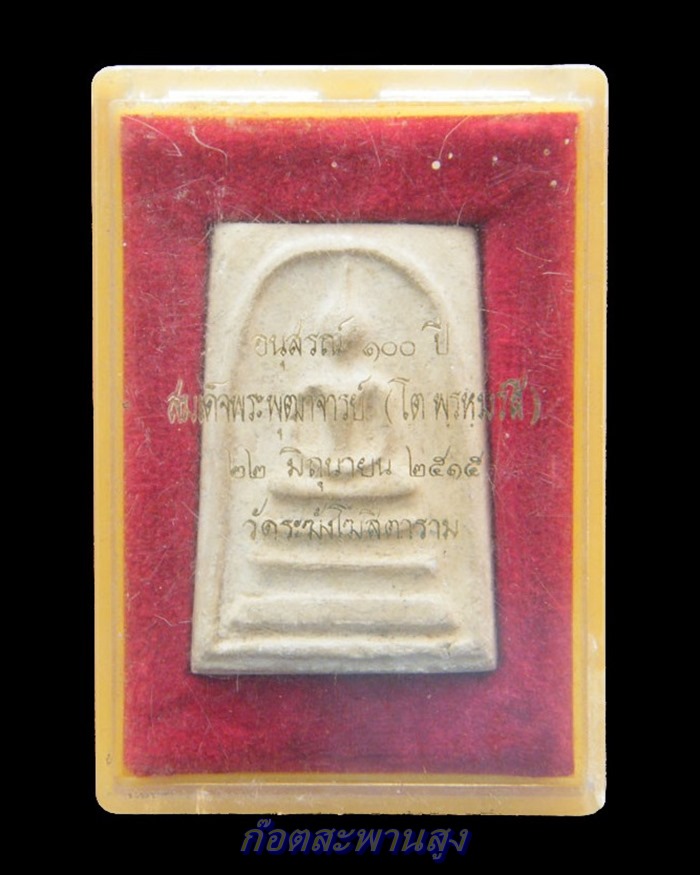 อนุสรณ์ ๑๐๐ ปี
สมเด็จพระพุฒาจารย์ (โต พฺรหฺมรํสี)
๒๒ มิถุนายน ๒๕๑๕
วัดระฆังโฆสิตาราม
ก๊อตสะพานสูง